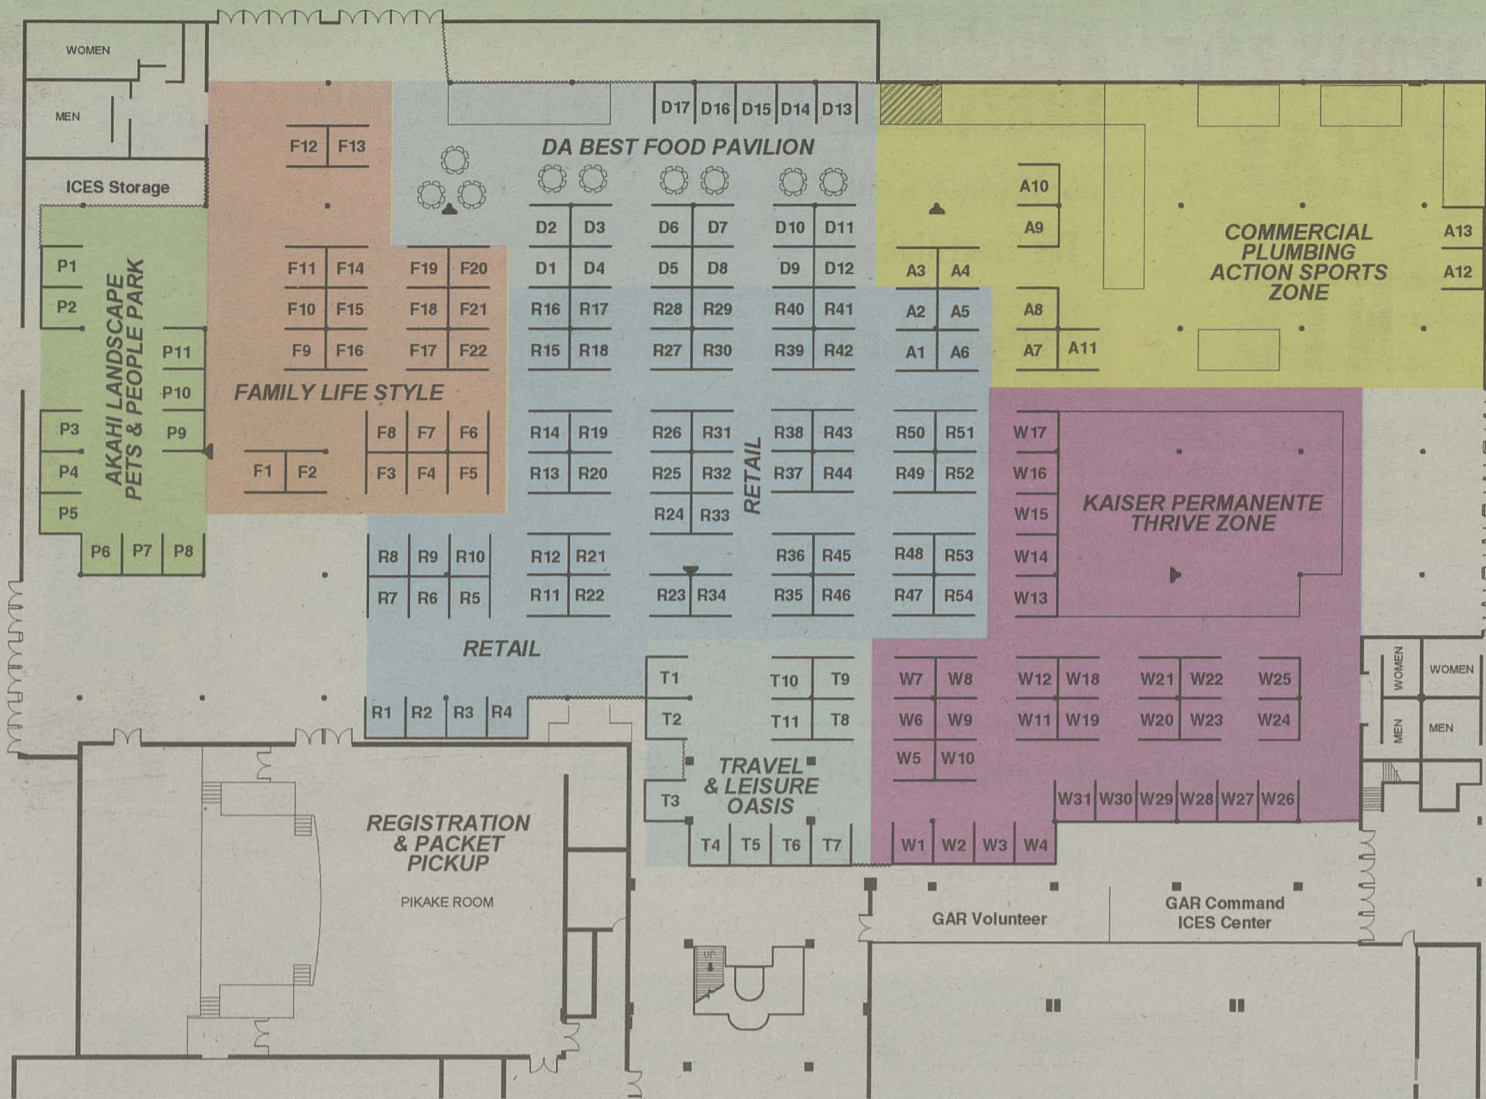 WOMEN
MEN
ICES Storage
D17 D16 D15 D14 D13
DA BEST FOOD PAVILION
F12 F13
A10
A9
D2 D3 D6 D7 D10 D11
D1 D4 D5 D8 D9 D12
COMMERCIAL
PLUMBING
ACTION SPORTS
ZONE
A13
A12
P1
P2
AKAHI LANDSCAPE
PETS & PEOPLE PARK
F11 F14 F19 F20
F10 F15 F18 F21
F9 F16 F17 F22
A3 A4
A2 A5
A1 A6
A8
A7 A11
R16 R17 R28 R29 R40 R41
R15 R18 R27 R30 R39 R42
P11
P10
P9
FAMILY LIFE STYLE
P3
P4
P5
P6 P7 P8
F8 F7 F6
F1 F2 F3 F4 F5
R14 R19 R26 R31 R38 R43 R50 R51
R13 R20 R25 R32 R37 R44 R49 R52
R24 R33
RETAIL
W17
W16
W15
W14
W13
KAISER PERMANENTE
THRIVE ZONE
R8 R9 R10 R12 R21 R36 R45 R48 R53
R7 R6 R5 R11 R22 R23 R34 R35 R46 R47 R54
RETAIL
R1 R2 R3 R4
T1 T10 T9
T2 T11 T8
T3
TRAVEL
& LEISURE
OASIS
T4 T5 T6 T7
W7 W8 W12 W18 W21 W22 W25
W6 W9 W11 W19 W20 W23 W24
W5 W10
W31 W30 W29 W28 W27 W26
W1 W2 W3 W4
WOMEN
WOMEN
MEN
MEN
REGISTRATION
& PACKET
PICKUP
PIKAKE ROOM
GAR Volunteer
GAR Command
ICES Center
UP